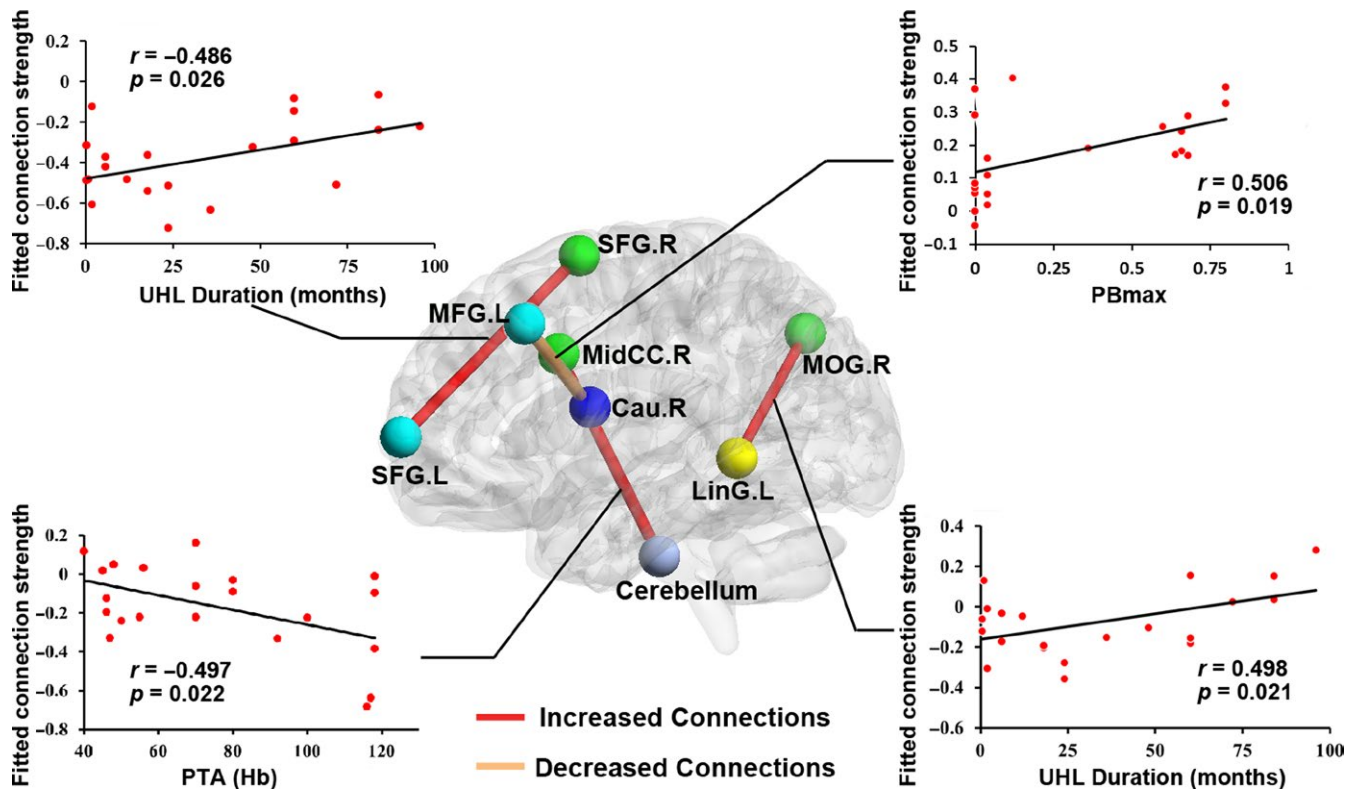 Fitted connection strength
0.2
0
−0.2
−0.4
−0.6
−0.8
r = −0.486
p = 0.026
0 25 50 75 100
UHL Duration (months)
Fitted connection strength
0.5
0.4
0.3
0.2
0.1
0
−0.1
r = 0.506
p = 0.019
0 0.25 0.5 0.75 1
PBmax
SFG.R
MFG.L
MidCC.R
MOG.R
Cau.R
SFG.L
LinG.L
Cerebellum
Fitted connection strength
0.2
0
−0.2
−0.4
−0.6
−0.8
r = −0.497
p = 0.022
40 60 80 100 120
PTA (Hb)
Increased Connections
Decreased Connections
Fitted connection strength
0.4
0.2
0
−0.2
−0.4
−0.6
r = 0.498
p = 0.021
0 25 50 75 100
UHL Duration (months)